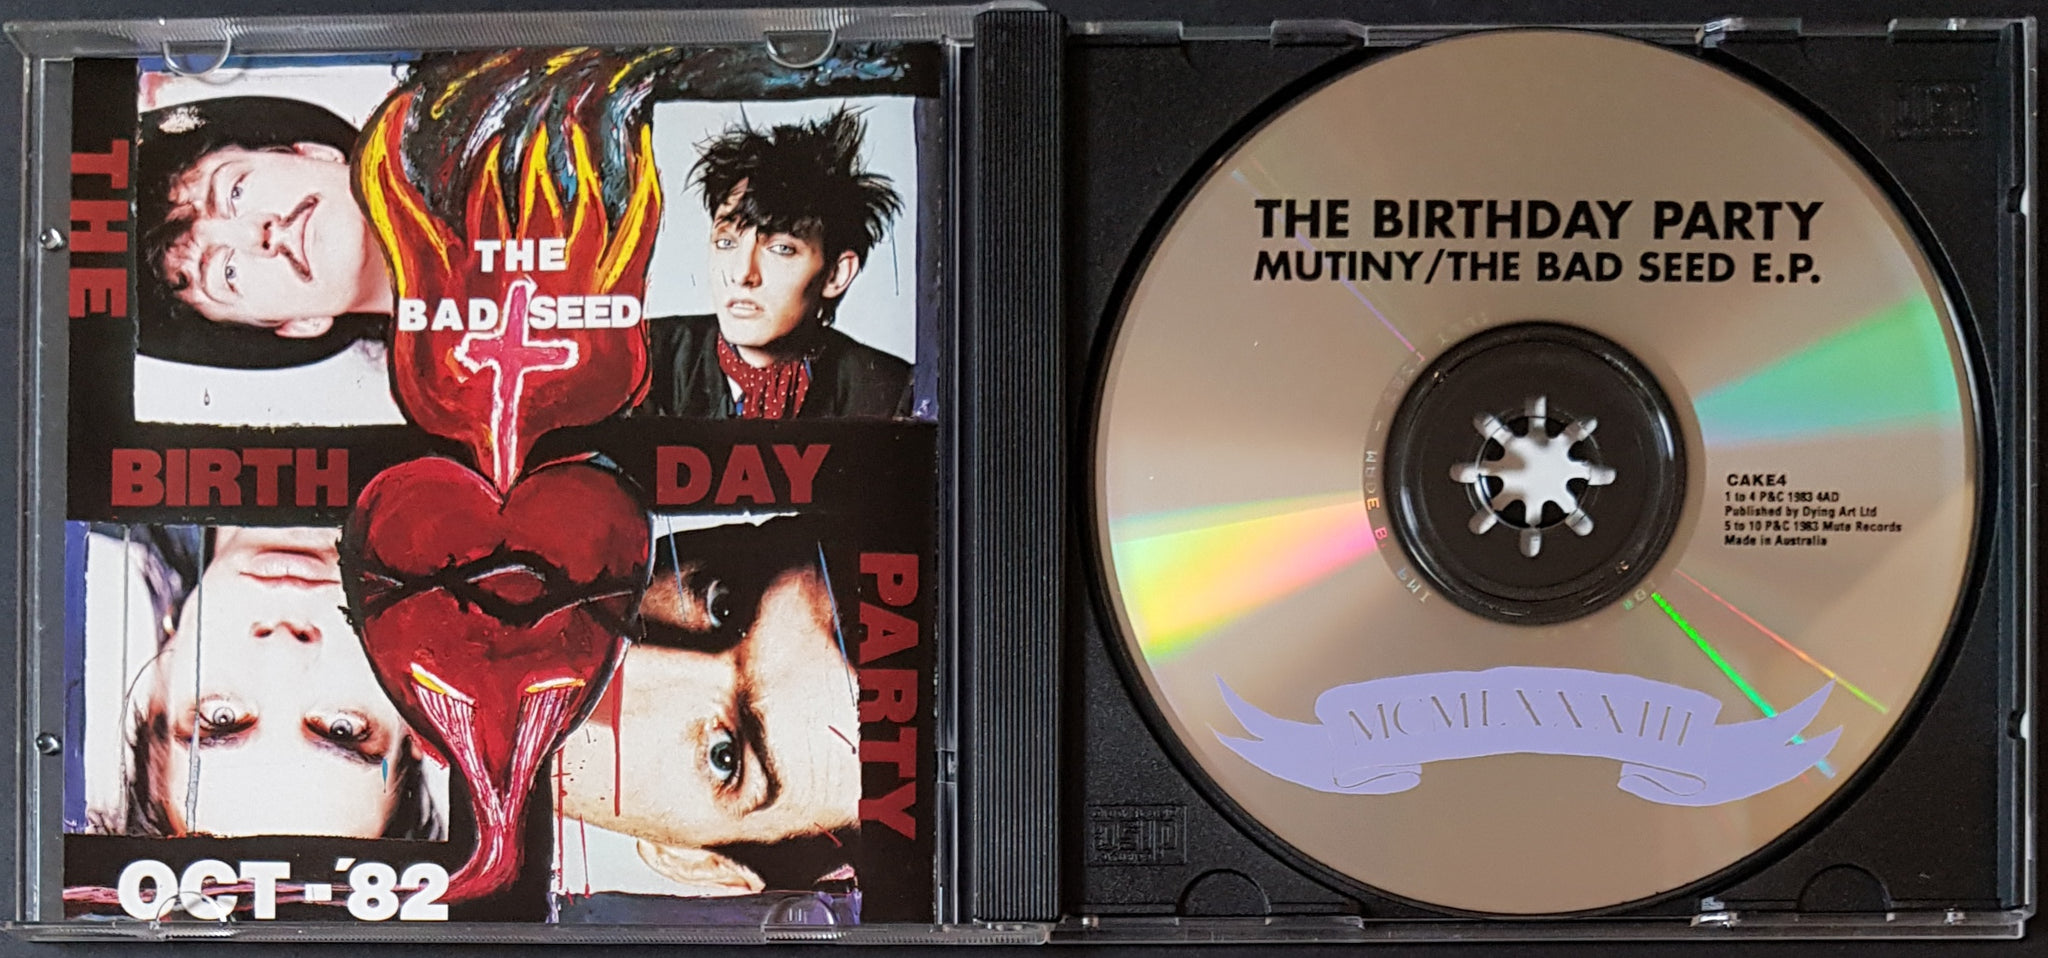 THE
THE
BAD SEED
BIRTH DAY
PARTY
OCT - '82
THE BIRTHDAY PARTY
MUTINY/THE BAD SEED E.P.
CAKE4
1 to 4 P&C 1983 4AD
Published by Dying Art Ltd
5 to 10 P&C 1983 Mute Records
Made in Australia
MCMLXXXIII